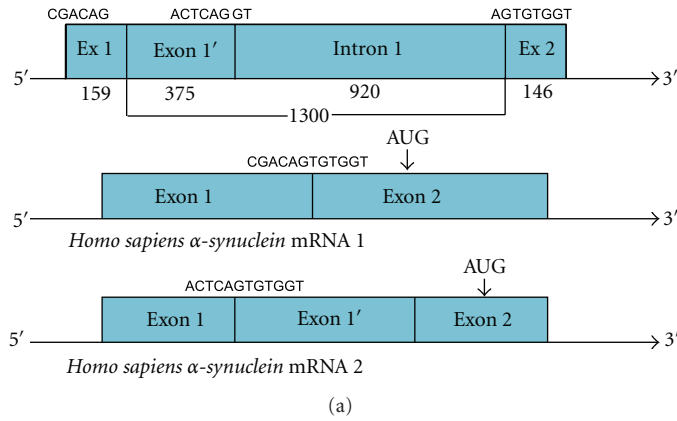 CGACAG ACTCAG GT AGTGTGGT
Ex 1 Exon 1′ Intron 1 Ex 2
5′ 3′
159 375 920 146
1300
AUG
CGACAGTGTGGT
Exon 1 Exon 2
5′ 3′
Homo sapiens α-synuclein mRNA 1
AUG
ACTCAGTGTGGT
Exon 1 Exon 1′ Exon 2
5′ 3′
Homo sapiens α-synuclein mRNA 2
(a)